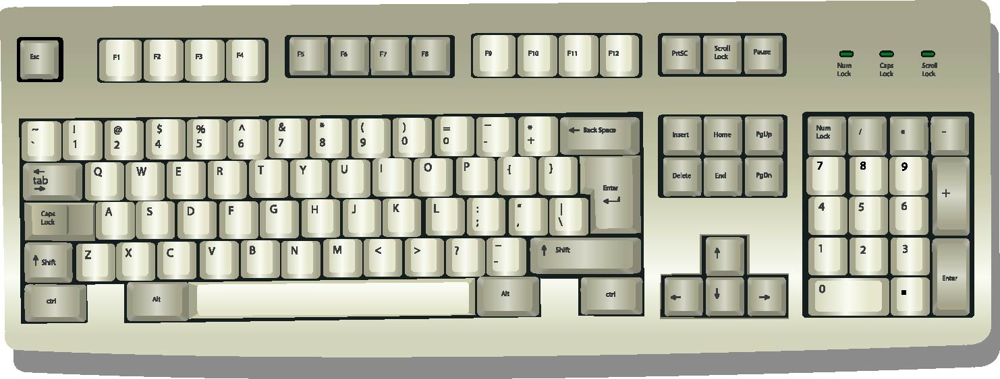 Esc F1 F2 F3 F4 F5 F6 F7 F8 F9 F10 F11 F12 PrtSC Scroll Lock Pause
Num Lock Caps Lock Scroll Lock
~ ` ! 1 @ 2 $ 4 % 5 ^ 6 & 7 * 8 ( 9 ) 0 = 0 – - * + ← Back Space Insert Home PgUp Num Lock / * -
← tab → Q W E R T Y U I O P { } Enter ↵ Delete End PgDn 7 8 9 +
Caps Lock A S D F G H J K L : ; " , | \ 4 5 6
↑ Shift Z X C V B N M < > ? – - ↑ Shift ↑ 1 2 3 Enter
ctrl Alt Alt ctrl ← ↓ → 0 .